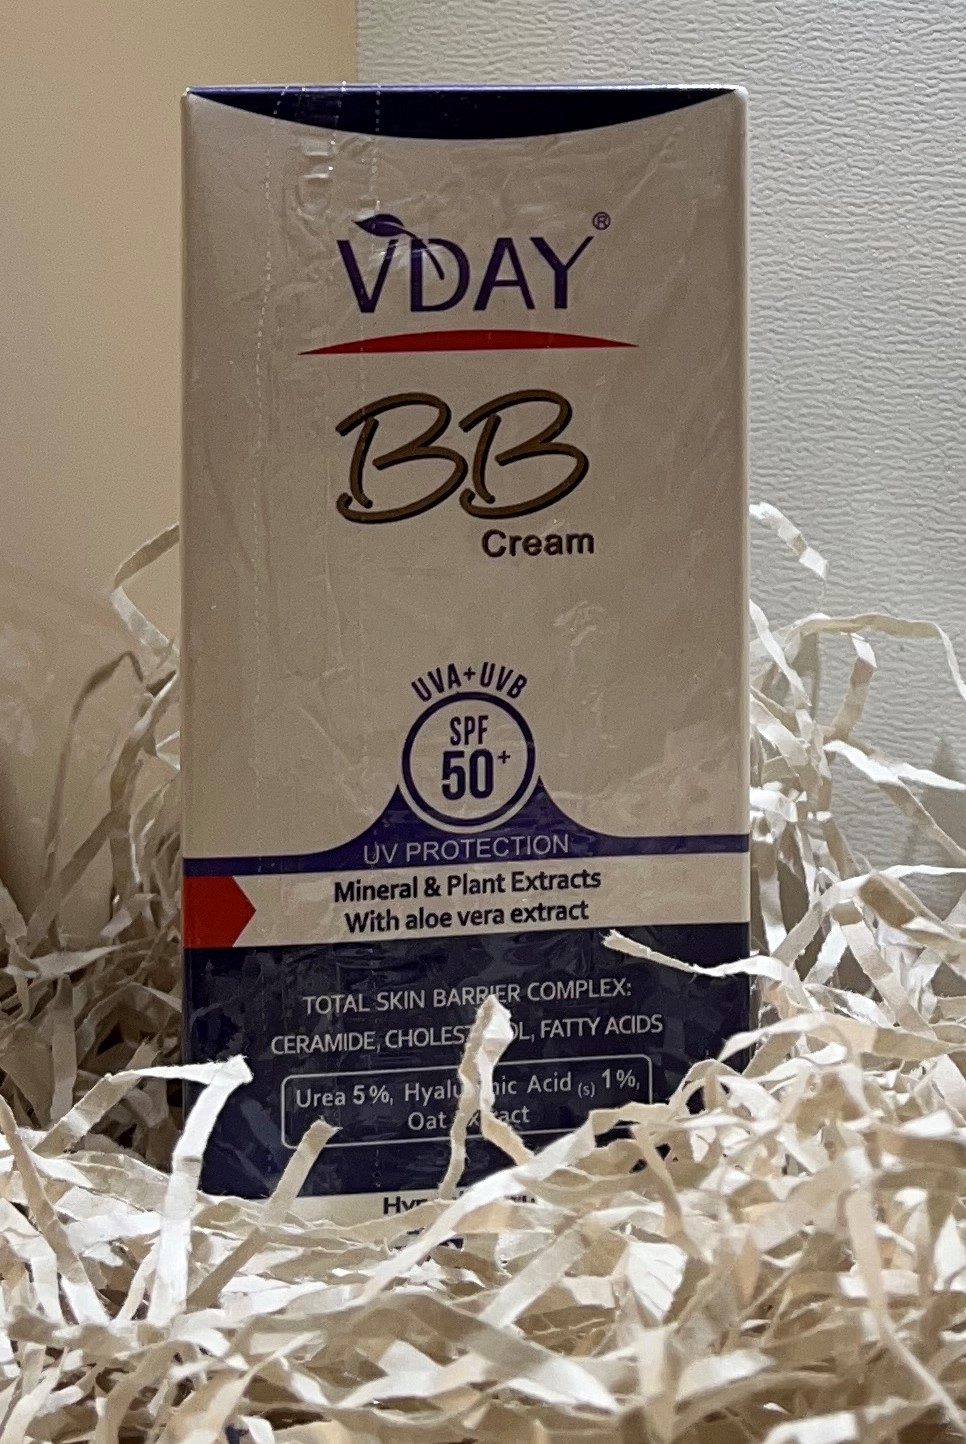 VDAY®
BB
Cream
UVA+UVB
SPF
50+
UV PROTECTION
Mineral & Plant Extracts
With aloe vera extract
TOTAL SKIN BARRIER COMPLEX:
CERAMIDE, FATTY ACIDS
Urea 5%, Acid (s) 1%,
Oat